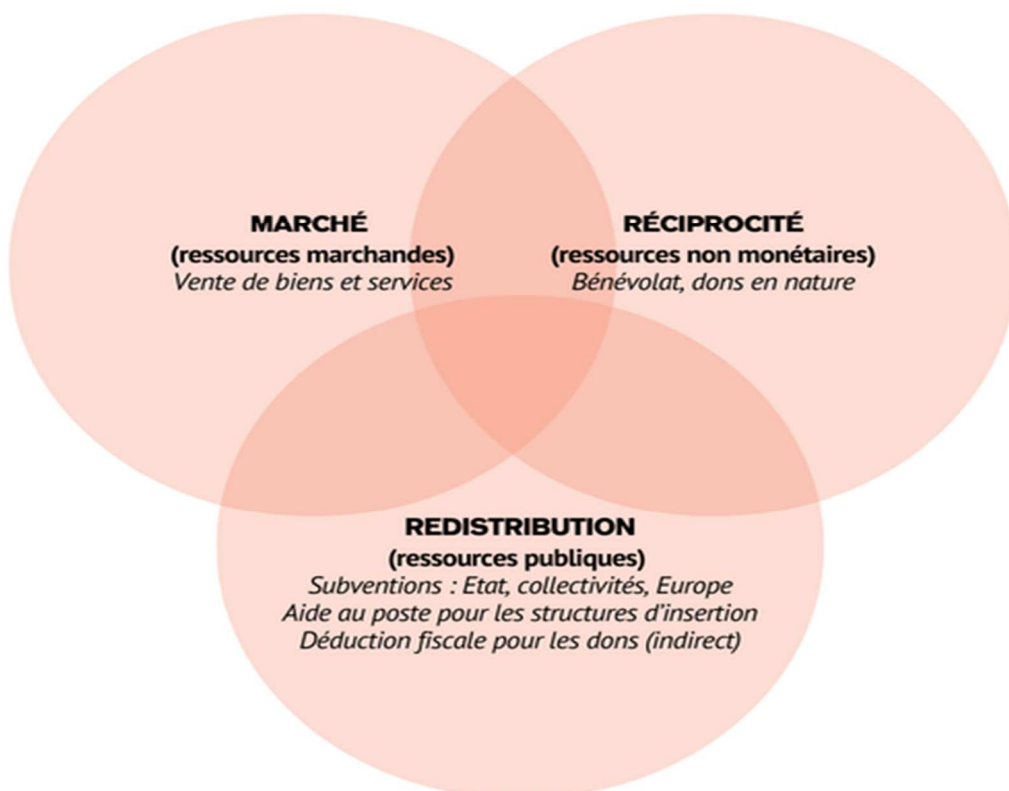 MARCHÉ
(ressources marchandes)
Vente de biens et services
RÉCIPROCITÉ
(ressources non monétaires)
Bénévolat, dons en nature
REDISTRIBUTION
(ressources publiques)
Subventions : Etat, collectivités, Europe
Aide au poste pour les structures d'insertion
Déduction fiscale pour les dons (indirect)